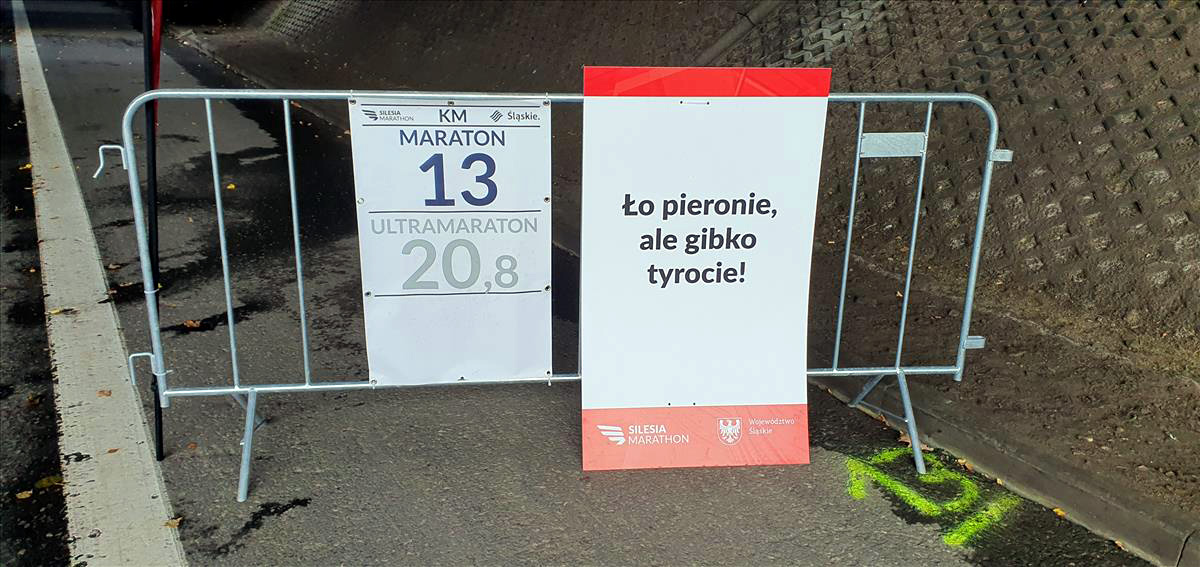 SILESIA
MARATHON
KM
Śląskie.
MARATON
13
ULTRAMARATON
20,8
Ło pieronie,
ale gibko
tyrocie!
SILESIA
MARATHON
Województwo
Śląskie